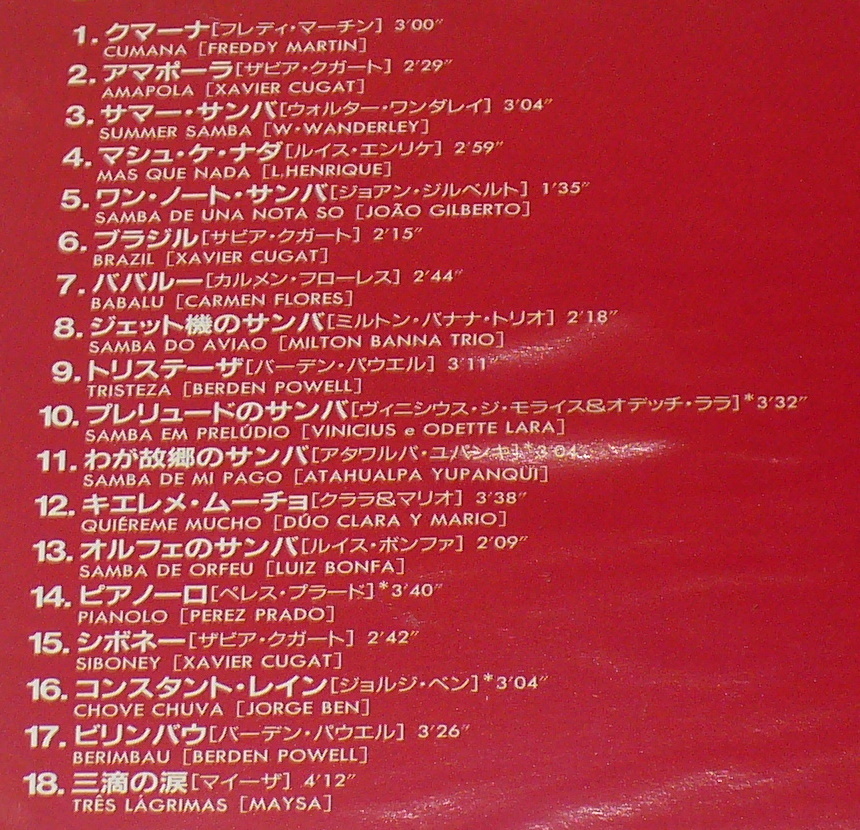 1. クマーナ[フレディ・マーチン] 3′00″
CUMANA [FREDDY MARTIN]
2. アマポーラ[ザビア・クガート] 2′29″
AMAPOLA [XAVIER CUGAT]
3. サマー・サンバ[ウォルター・ワンダレイ] 3′04″
SUMMER SAMBA [W・WANDERLEY]
4. マシュ・ケ・ナダ[ルイス・エンリケ] 2′59″
MAS QUE NADA [L.HENRIQUE]
5. ワン・ノート・サンバ[ジョアン・ジルベルト] 1′35″
SAMBA DE UNA NOTA SO [JOÃO GILBERTO]
6. ブラジル[サビア・クガート] 2′15″
BRAZIL [XAVIER CUGAT]
7. ババルー[カルメン・フローレス] 2′44″
BABALU [CARMEN FLORES]
8. ジェット機のサンバ[ミルトン・バナナ・トリオ] 2′18″
SAMBA DO AVIAO [MILTON BANNA TRIO]
9. トリステーザ[バーデン・パウエル] 3′11″
TRISTEZA [BERDEN POWELL]
10. プレリュードのサンバ[ヴィニシウス・ジ・モライス&オデッチ・ララ]*3′32″
SAMBA EM PRELÚDIO [VINICIUS e ODETTE LARA]
11. わが故郷のサンバ[アタワルパ・ユパンキ]*3′04″
SAMBA DE MI PAGO [ATAHUALPA YUPANQUI]
12. キエレメ・ムーチョ[クララ&マリオ] 3′38″
QUIÉREME MUCHO [DÚO CLARA Y MARIO]
13. オルフェのサンバ[ルイス・ボンファ] 2′09″
SAMBA DE ORFEU [LUIZ BONFA]
14. ピアノーロ[ペレス・プラード]*3′40″
PIANOLO [PEREZ PRADO]
15. シボネー[ザビア・クガート] 2′42″
SIBONEY [XAVIER CUGAT]
16. コンスタント・レイン[ジョルジ・ベン]*3′04″
CHOVE CHUVA [JORGE BEN]
17. ビリンバウ[バーデン・パウエル] 3′26″
BERIMBAU [BERDEN POWELL]
18. 三滴の涙[マイーザ] 4′12″
TRÊS LÁGRIMAS [MAYSA]